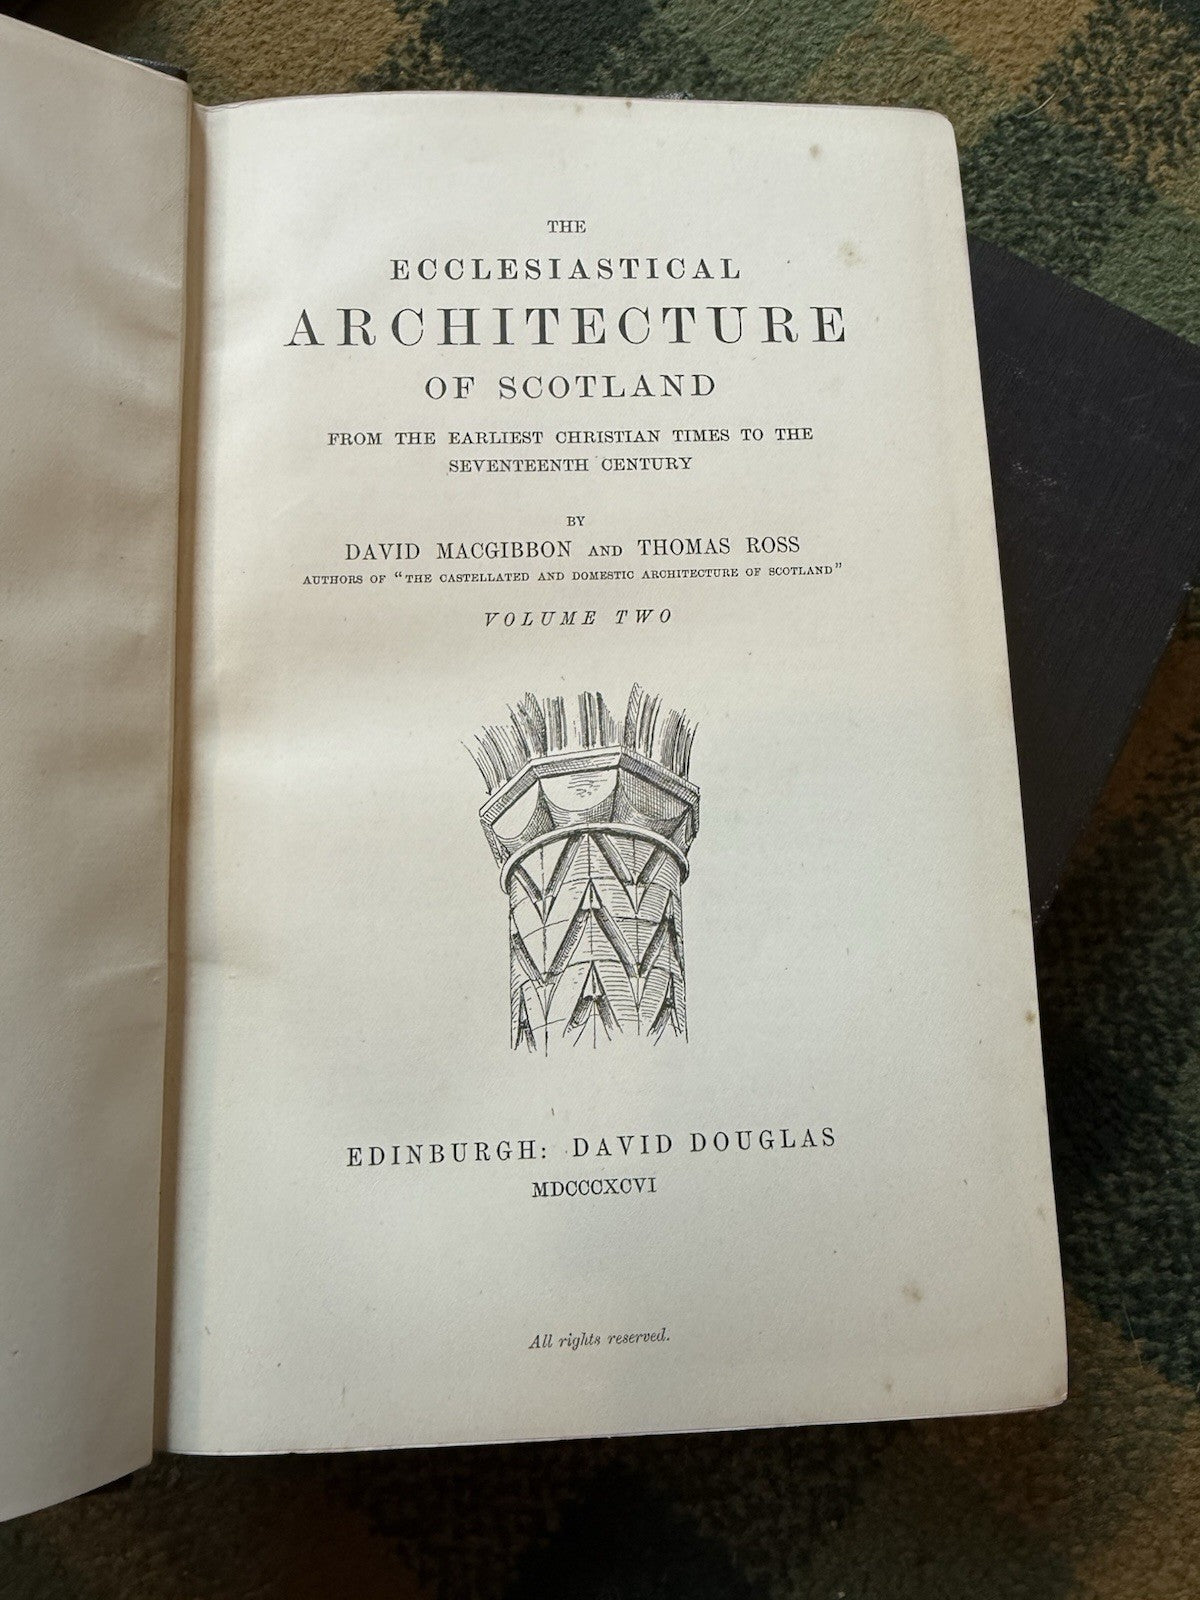 THE
ECCLESIASTICAL
ARCHITECTURE
OF SCOTLAND
FROM THE EARLIEST CHRISTIAN TIMES TO THE
SEVENTEENTH CENTURY
BY
DAVID MACGIBBON AND THOMAS ROSS
AUTHORS OF "THE CASTELLATED AND DOMESTIC ARCHITECTURE OF SCOTLAND"
VOLUME TWO
EDINBURGH: DAVID DOUGLAS
MDCCCXCVI
All rights reserved.